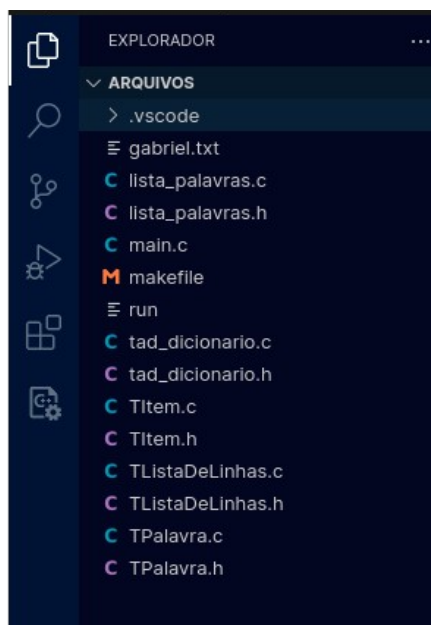 EXPLORADOR
ARQUIVOS
.vscode
gabriel.txt
C lista_palavras.c
C lista_palavras.h
C main.c
M makefile
run
C tad_dicionario.c
C tad_dicionario.h
C TItem.c
C TItem.h
C TListaDeLinhas.c
C TListaDeLinhas.h
C TPalavra.c
C TPalavra.h